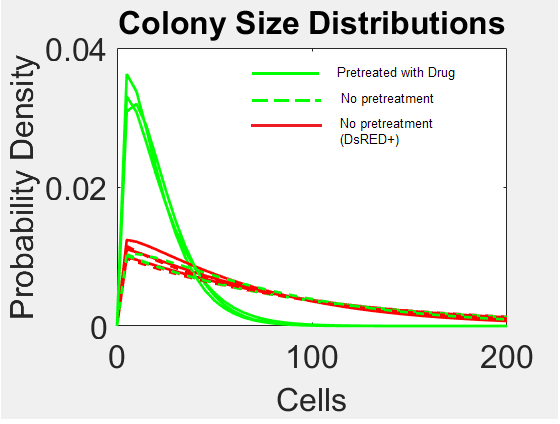 Colony Size Distributions
Probability Density
0.04
0.02
0
Pretreated with Drug
No pretreatment
No pretreatment
(DsRED+)
0
100
200
Cells